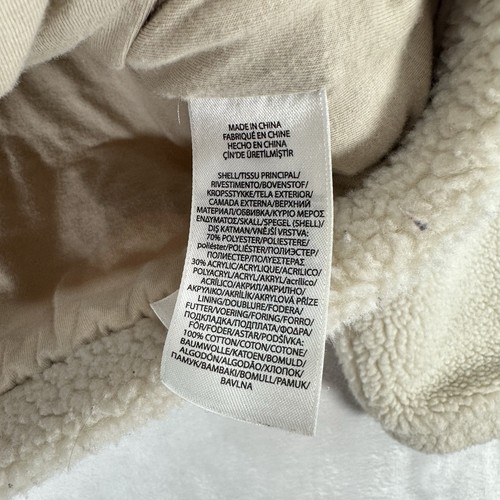 MADE IN CHINA
FABRIQUÉ EN CHINE
HECHO EN CHINA
ÇİN'DE ÜRETİLMİŞTİR
SHELL/TISSU PRINCIPAL/
RIVESTIMENTO/BOVENSTOF/
KROPSSTYKKE/TELA EXTERIOR/
CAMADA EXTERNA/ВЕРХНИЙ
МАТЕРИАЛ/ОБВИВКА/ΚΥΡΙΟ ΜΕΡΟΣ
ENDYMATOS/SKALL/SPEGEL (SHELL)/
DIŞ KATMAN/VNĚJŠÍ VRSTVA:
70% POLYESTER/POLIESTERE/
poliéster/POLIÉSTER/ПОЛИЭСТЕР/
ПОЛИЕСТЕР/ΠΟΛΥΕΣΤΕΡΑΣ
30% ACRYLIC/ACRYLIQUE/ACRILICO/
POLYACRYL/ACRYL/AKRYL/acrílico/
ACRÍLICO/АКРИЛ/АКРИЛНО/
ΑΚΡΥΛΙΚΟ/AKRİLİK/AKRYLOVÁ PŘÍZE
LINING/DOUBLURE/FODERA/
FUTTER/VOERING/FORING/FORRO/
ПОДКЛАДКА/ПОДПЛАТА/ΦΟΔΡΑ/
FÔR/FODER/ASTAR/PODŠÍVKA:
100% COTTON/COTON/COTONE/
BAUMWOLLE/KATOEN/BOMULD/
ALGODÓN/ALGODÃO/ХЛОПОК/
ПАМУК/ΒΑΜΒΑΚΙ/BOMULL/PAMUK/
BAVLNA